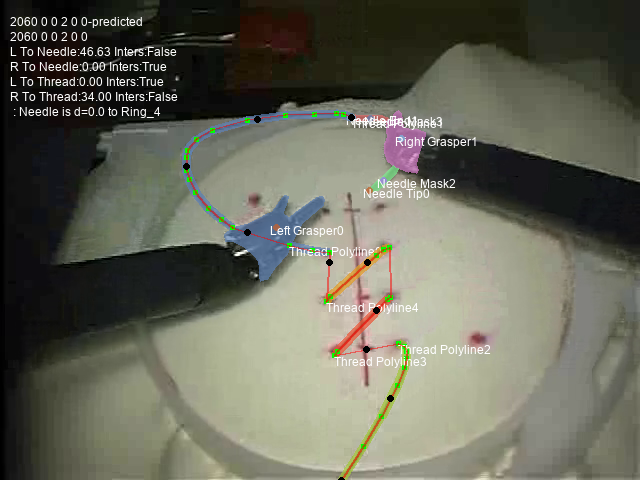 2060 0 0 2 0 0-predicted
2060 0 0 2 0 0
L To Needle:46.63 Inters:False
R To Needle:0.00 Inters:True
L To Thread:0.00 Inters:True
R To Thread:34.00 Inters:False
: Needle is d=0.0 to Ring_4
Right Grasper1
Needle Mask2
Needle Tip0
Left Grasper0
Thread Polyline
Thread Polyline4
Thread Polyline2
Thread Polyline3